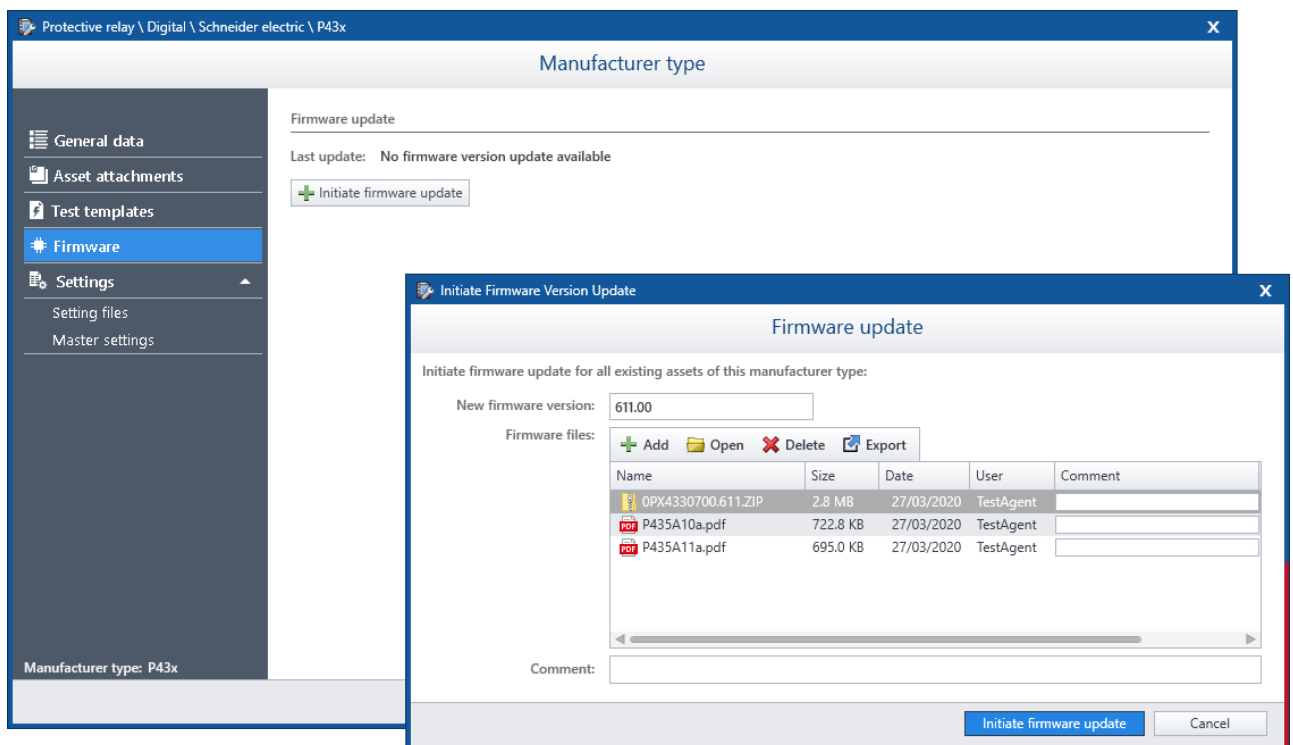 Protective relay \ Digital \ Schneider electric \ P43x X
Manufacturer type
General data
Asset attachments
Test templates
Firmware
Settings
Setting files
Master settings
Manufacturer type: P43x
Firmware update
Last update: No firmware version update available
Initiate firmware update
Initiate Firmware Version Update X
Firmware update
Initiate firmware update for all existing assets of this manufacturer type:
New firmware version: 611.00
Firmware files:
Add Open Delete Export
Name Size Date User Comment
0PX4330700.611.ZIP 2.8 MB 27/03/2020 TestAgent
PDF P435A10a.pdf 722.8 KB 27/03/2020 TestAgent
PDF P435A11a.pdf 695.0 KB 27/03/2020 TestAgent
Comment:
Initiate firmware update Cancel